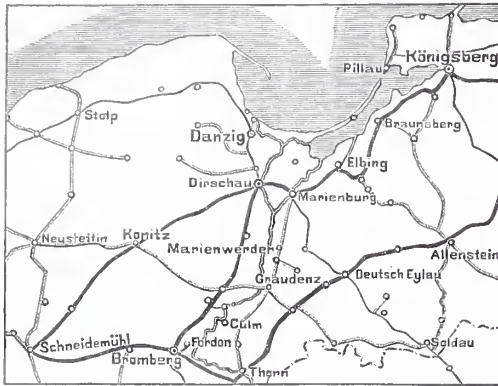 Königsberg
Pillau
Stolp
Danzig
Braunsberg
Elbing
Dirschau
Marienburg
Neustettin
Konitz
Marienwerder
Allenstein
Deutsch Eylau
Graudenz
Culm
Schneidemühl
Fordon
Soldau
Bromberg
Thorn